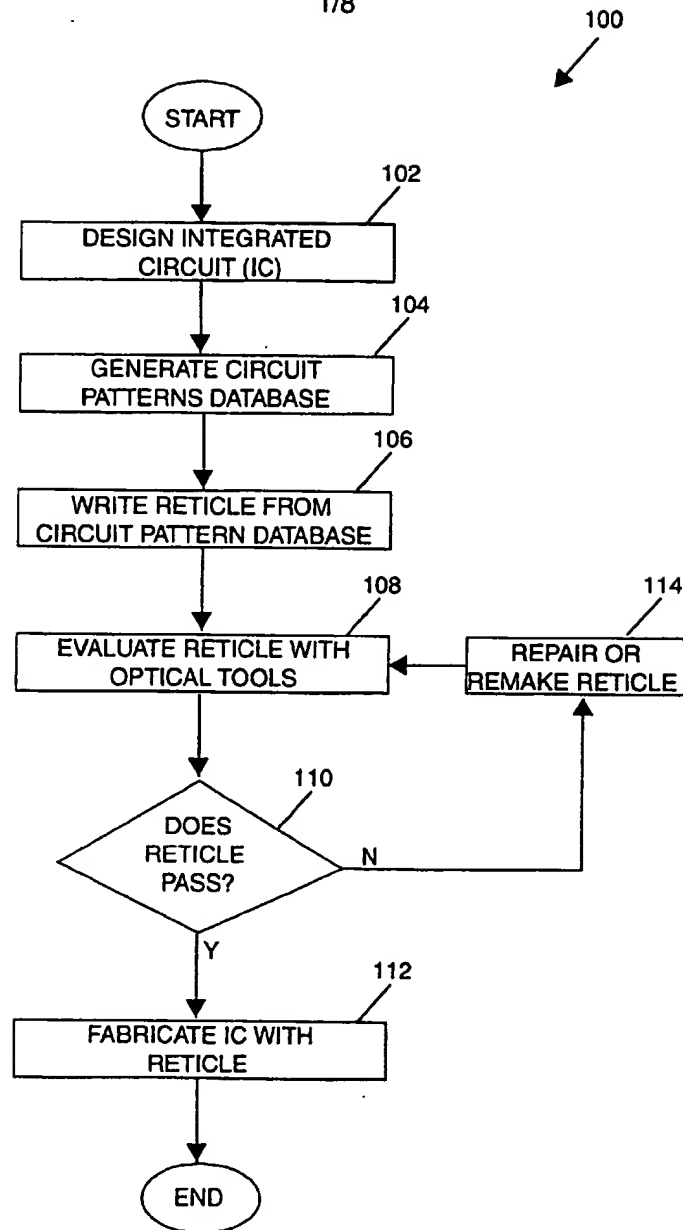 1/8
100
START
102
DESIGN INTEGRATED
CIRCUIT (IC)
104
GENERATE CIRCUIT
PATTERNS DATABASE
106
WRITE RETICLE FROM
CIRCUIT PATTERN DATABASE
108
EVALUATE RETICLE WITH
OPTICAL TOOLS
114
REPAIR OR
REMAKE RETICLE
110
DOES
RETICLE
PASS?
N
Y
112
FABRICATE IC WITH
RETICLE
END